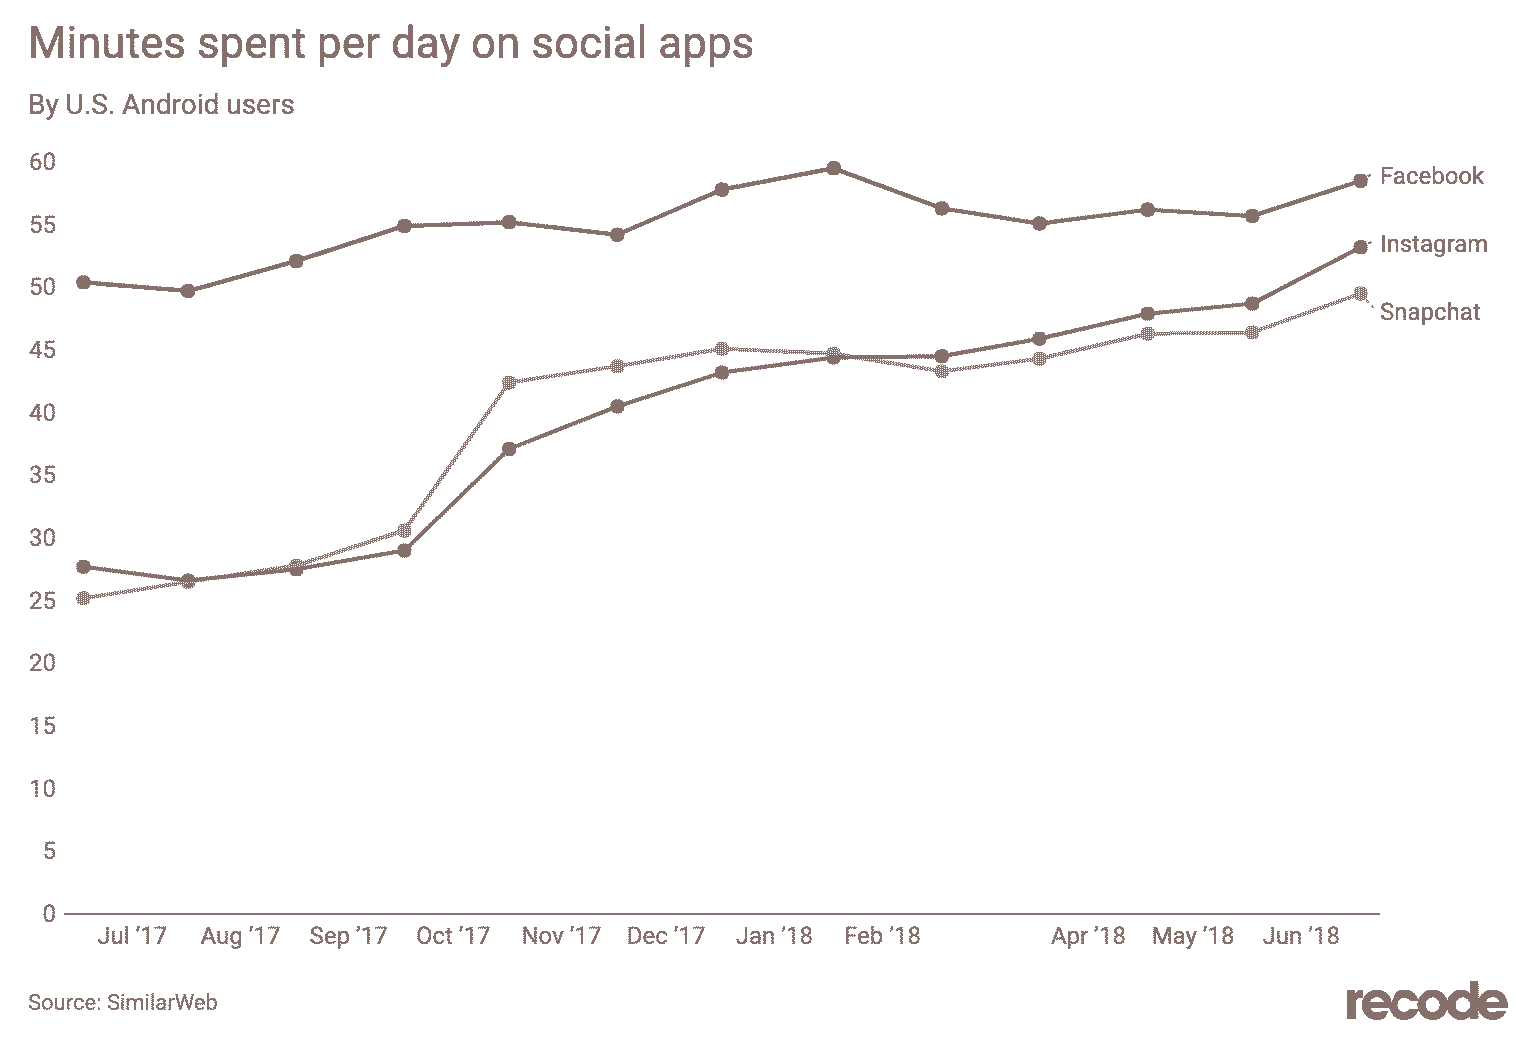 Minutes spent per day on social apps
By U.S. Android users
60
Facebook
55
Instagram
50
Snapchat
45
40
35
30
25
20
15
10
5
0
Jul ’17 Aug ’17 Sep ’17 Oct ’17 Nov ’17 Dec ’17 Jan ’18 Feb ’18 Apr ’18 May ’18 Jun ’18
Source: SimilarWeb
recode